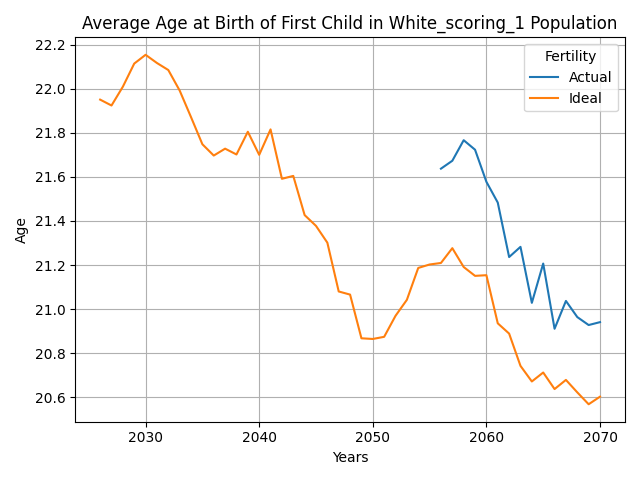 Average Age at Birth of First Child in White_scoring_1 Population
Fertility
Actual
Ideal
22.2
22.0
21.8
21.6
21.4
21.2
21.0
20.8
20.6
Age
2030 2040 2050 2060 2070
Years